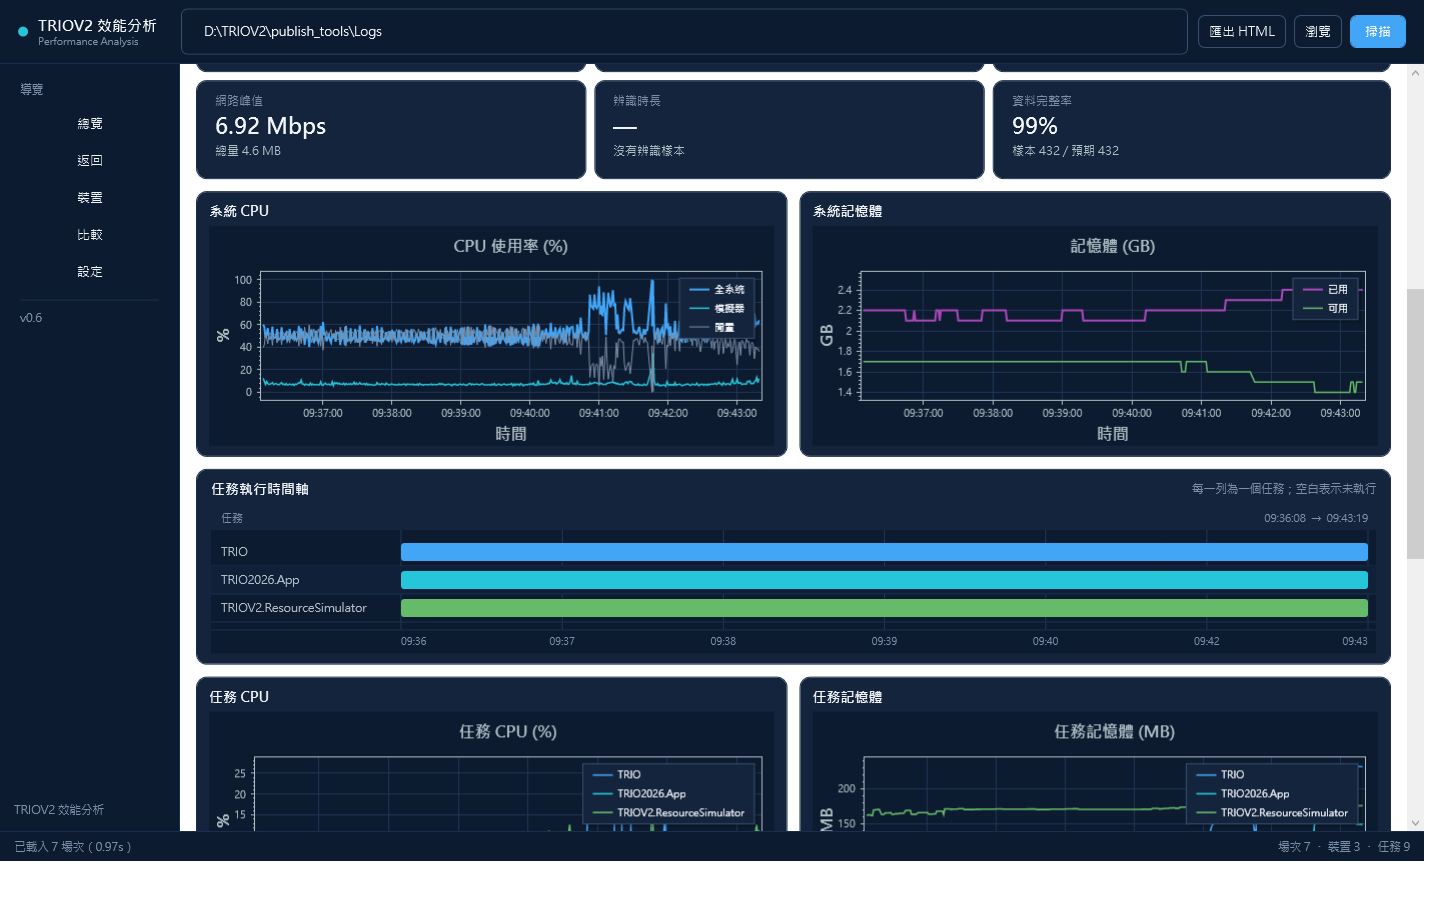 TRIOV2 效能分析
Performance Analysis
D:\TRIOV2\publish_tools\Logs
匯出 HTML
瀏覽
掃描
導覽
總覽
返回
裝置
比較
設定
v0.6
TRIOV2 效能分析
網路峰值
6.92 Mbps
總量 4.6 MB
辨識時長
—
沒有辨識樣本
資料完整率
99%
樣本 432 / 預期 432
系統 CPU
CPU 使用率 (%)
100
80
60
40
20
0
%
全系統
模擬器
閒置
09:37:00
09:38:00
09:39:00
09:40:00
09:41:00
09:42:00
09:43:00
時間
系統記憶體
記憶體 (GB)
2.4
2.2
2
1.8
1.6
1.4
GB
已用
可用
09:37:00
09:38:00
09:39:00
09:40:00
09:41:00
09:42:00
09:43:00
時間
任務執行時間軸
每一列為一個任務；空白表示未執行
任務
09:36:08 → 09:43:19
TRIO
TRIO2026.App
TRIOV2.ResourceSimulator
09:36
09:37
09:38
09:39
09:40
09:42
09:43
任務 CPU
任務 CPU (%)
25
20
15
%
TRIO
TRIO2026.App
TRIOV2.ResourceSimulator
任務記憶體
任務記憶體 (MB)
200
150
MB
TRIO
TRIO2026.App
TRIOV2.ResourceSimulator
已載入 7 場次（0.97s）
場次 7 · 裝置 3 · 任務 9